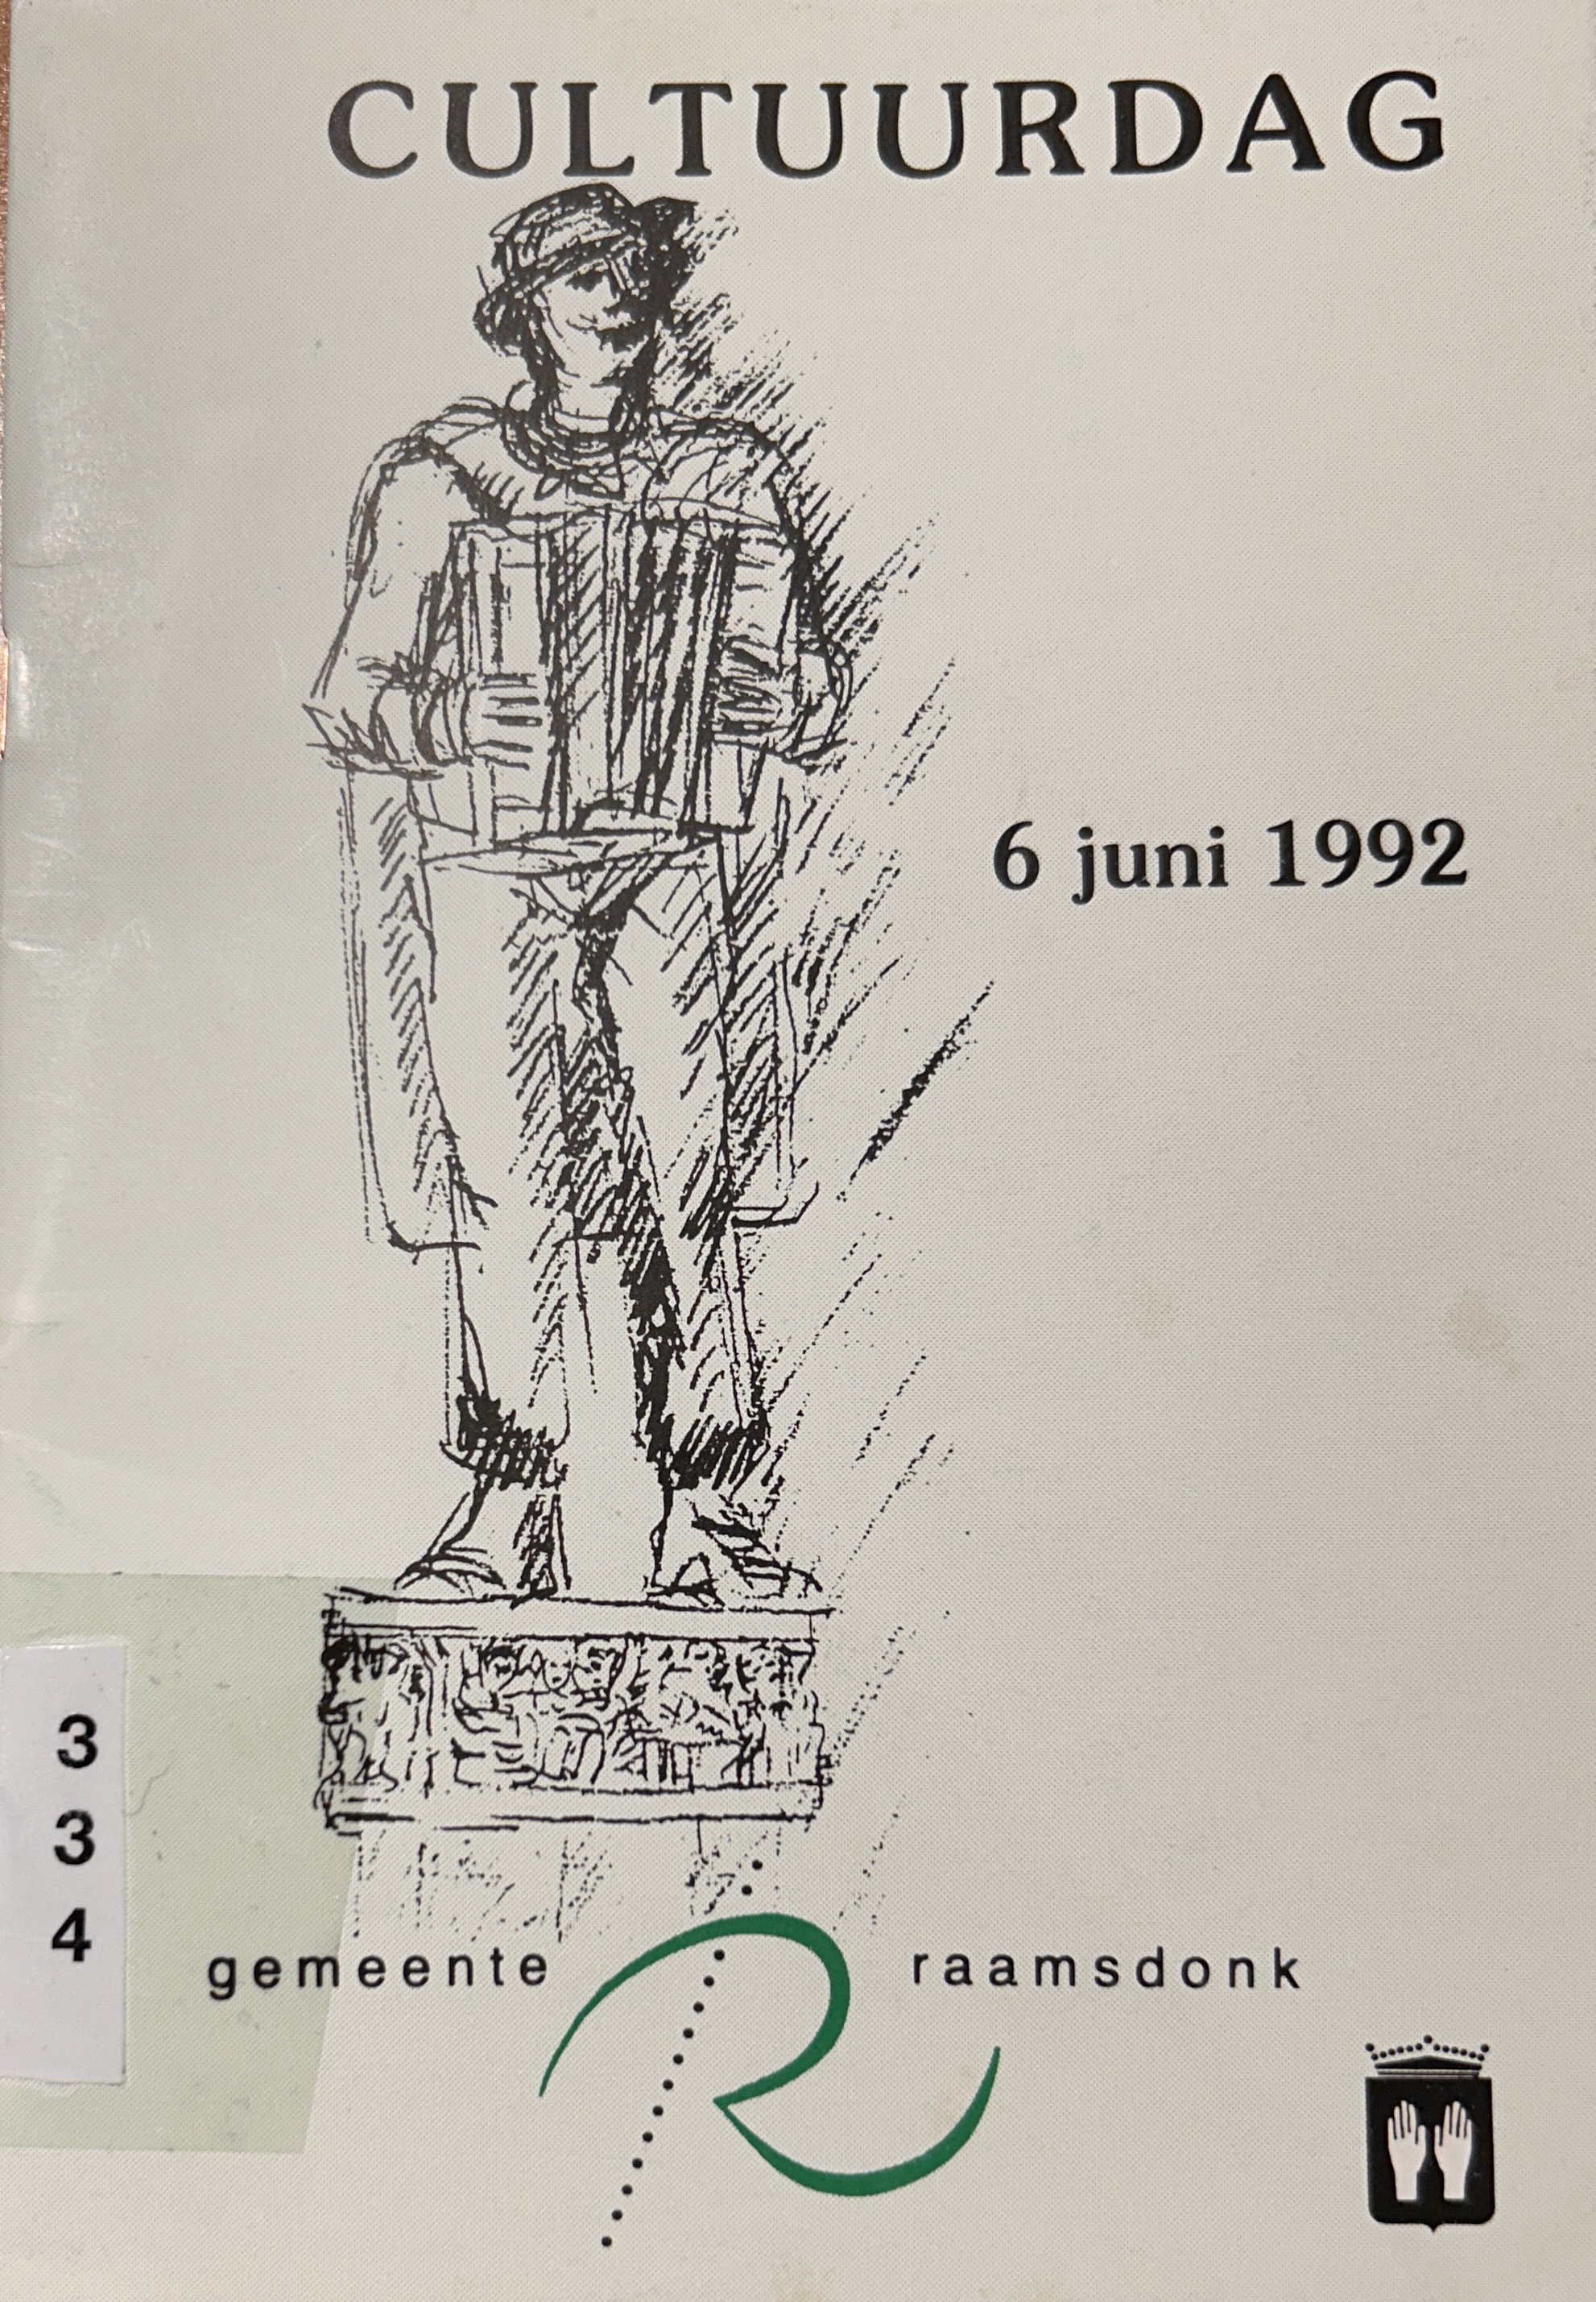 CULTUURDAG
6 juni 1992
3
3
4
gemeente R raamsdonk